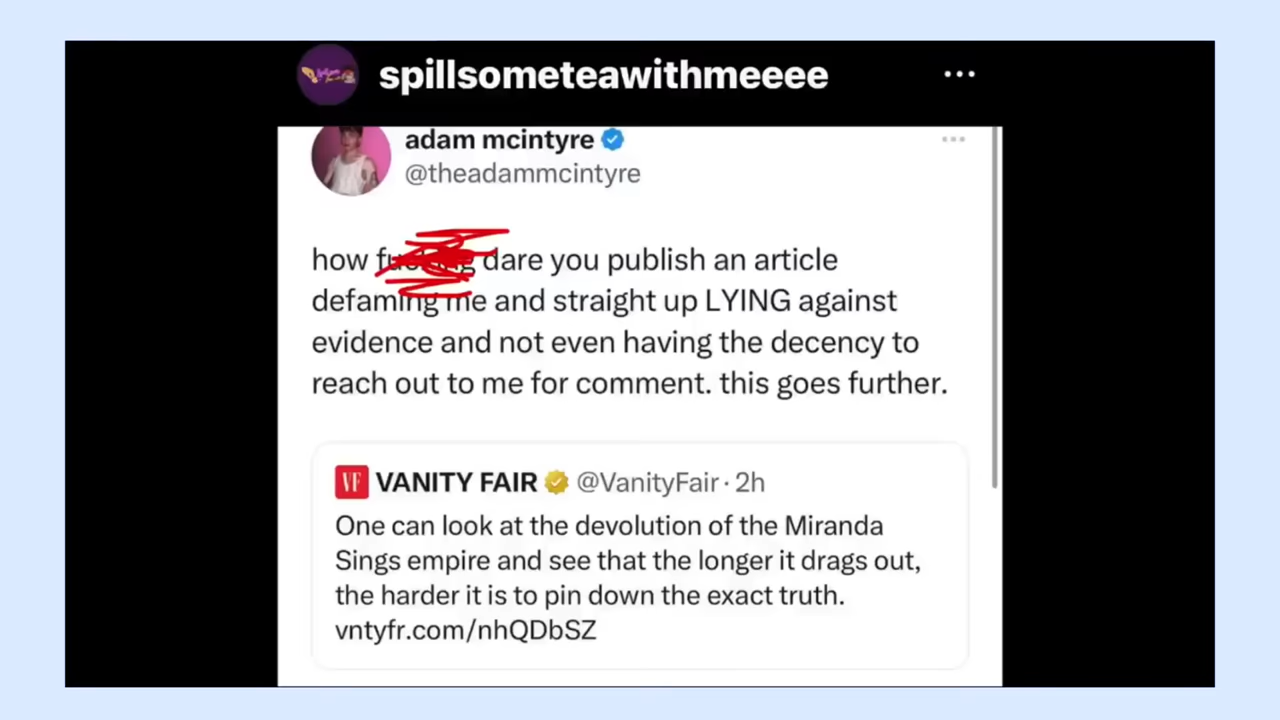 spillsometeawithmeeee
adam mcintyre
@theadammcintyre
how fucking dare you publish an article
defaming me and straight up LYING against
evidence and not even having the decency to
reach out to me for comment. this goes further.
VF VANITY FAIR @VanityFair · 2h
One can look at the devolution of the Miranda
Sings empire and see that the longer it drags out,
the harder it is to pin down the exact truth.
vntyfr.com/nhQDbSZ